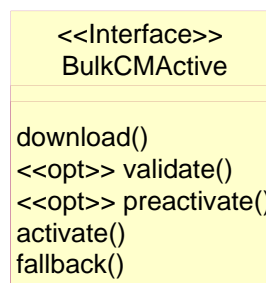 <<Interface>>
BulkCMActive
download()
<<opt>> validate()
<<opt>> preactivate()
activate()
fallback()